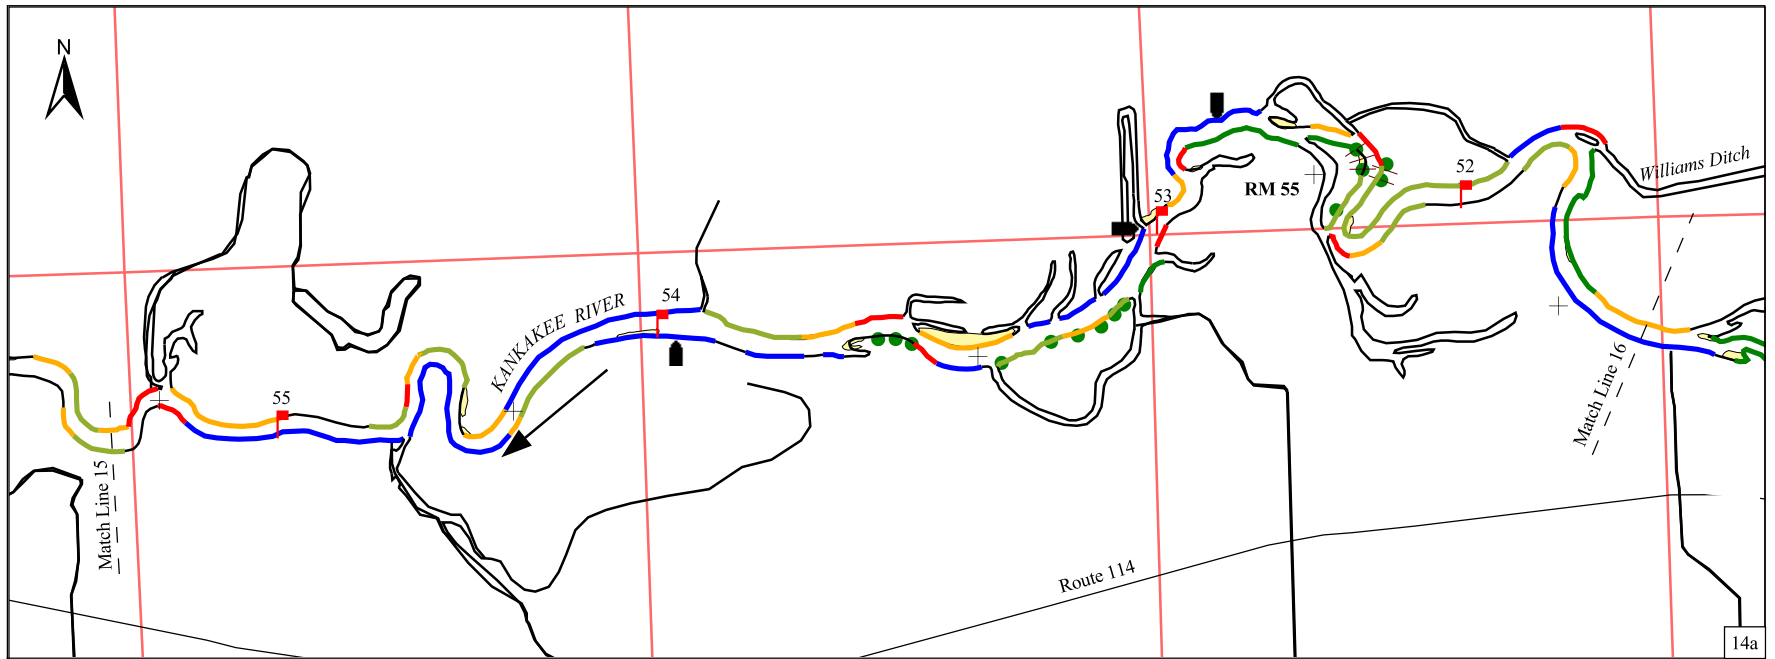 N
52
Williams Ditch
RM 55
53
54
KANKAKEE RIVER
55
Match Line 16
Match Line 15
Route 114
14a